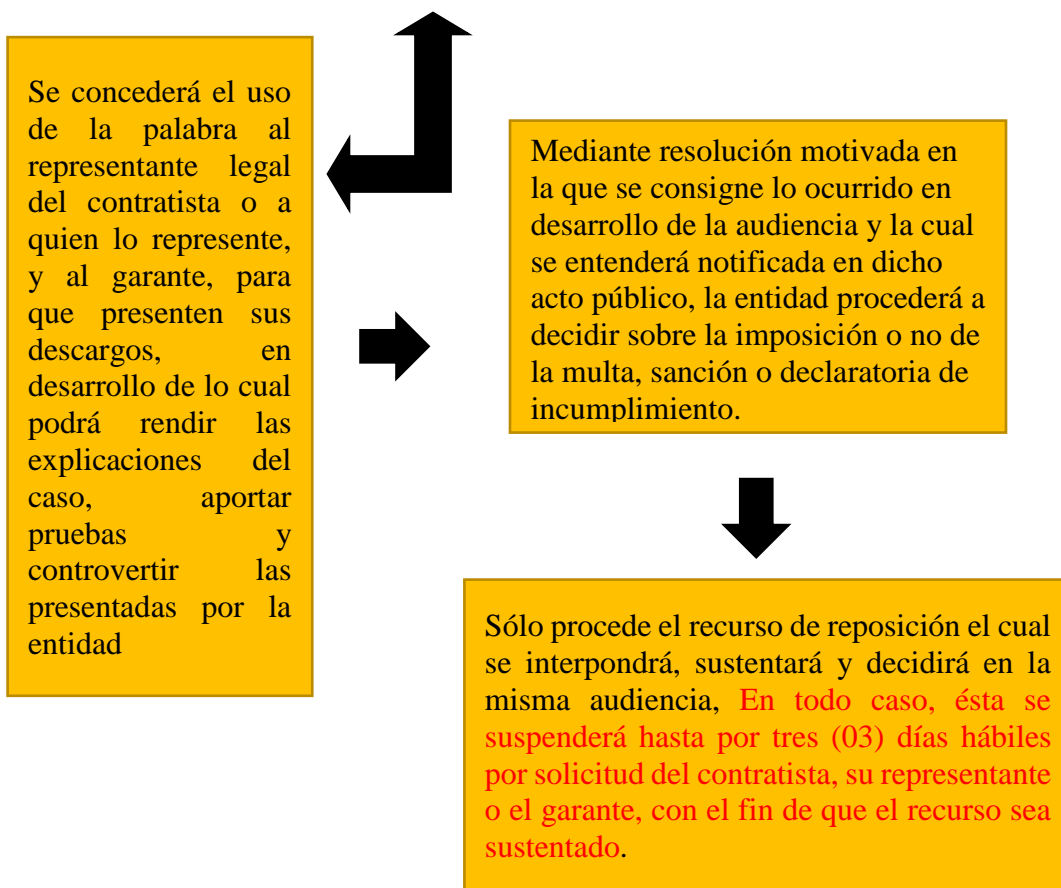 Se concederá el uso
de la palabra al
representante legal
del contratista o a
quien lo represente,
y al garante, para
que presenten sus
descargos, en
desarrollo de lo cual
podrá rendir las
explicaciones del
caso, aportar
pruebas y
controvertir las
presentadas por la
entidad
Mediante resolución motivada en
la que se consigne lo ocurrido en
desarrollo de la audiencia y la cual
se entenderá notificada en dicho
acto público, la entidad procederá a
decidir sobre la imposición o no de
la multa, sanción o declaratoria de
incumplimiento.
Sólo procede el recurso de reposición el cual
se interpondrá, sustentará y decidirá en la
misma audiencia, En todo caso, ésta se
suspenderá hasta por tres (03) días hábiles
por solicitud del contratista, su representante
o el garante, con el fin de que el recurso sea
sustentado.